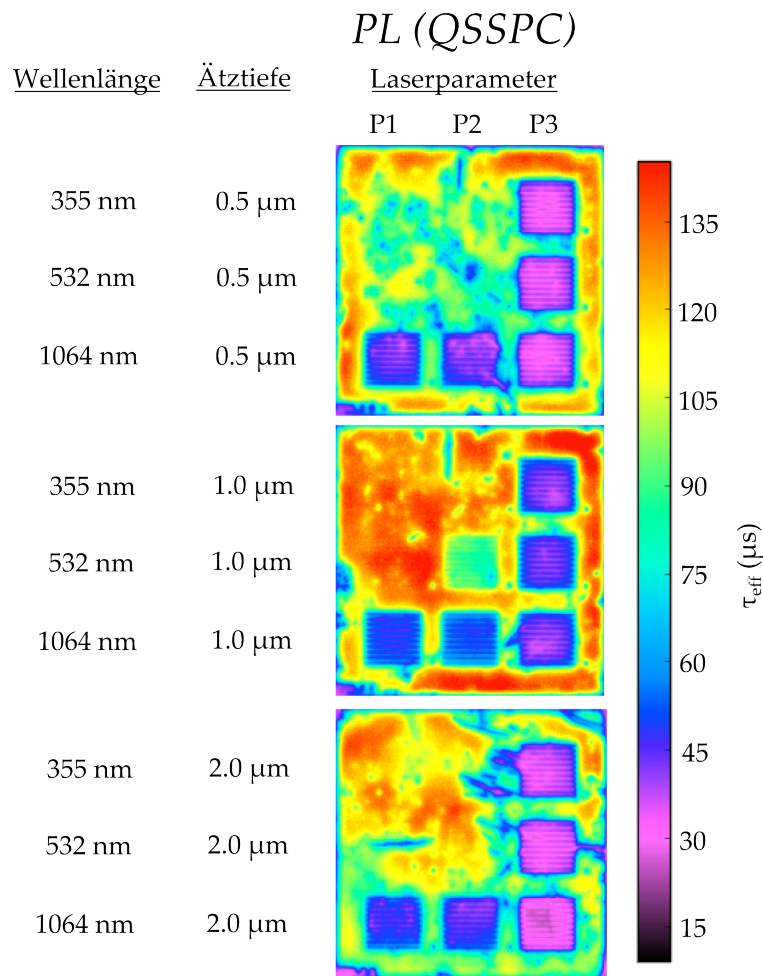 PL (QSSPC)
Wellenlänge Ätztiefe Laserparameter
P1 P2 P3
355 nm 0.5 µm
532 nm 0.5 µm
1064 nm 0.5 µm
355 nm 1.0 µm
532 nm 1.0 µm
1064 nm 1.0 µm
355 nm 2.0 µm
532 nm 2.0 µm
1064 nm 2.0 µm
135
120
105
90
75
60
45
30
15
τeff (µs)